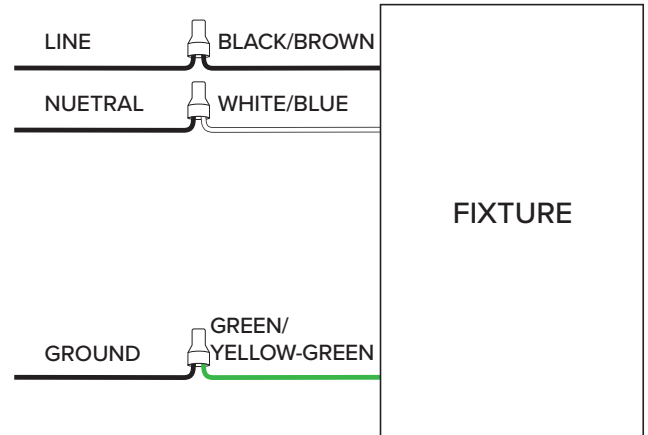 LINE
BLACK/BROWN
NUETRAL
WHITE/BLUE
FIXTURE
GROUND
GREEN/
YELLOW-GREEN